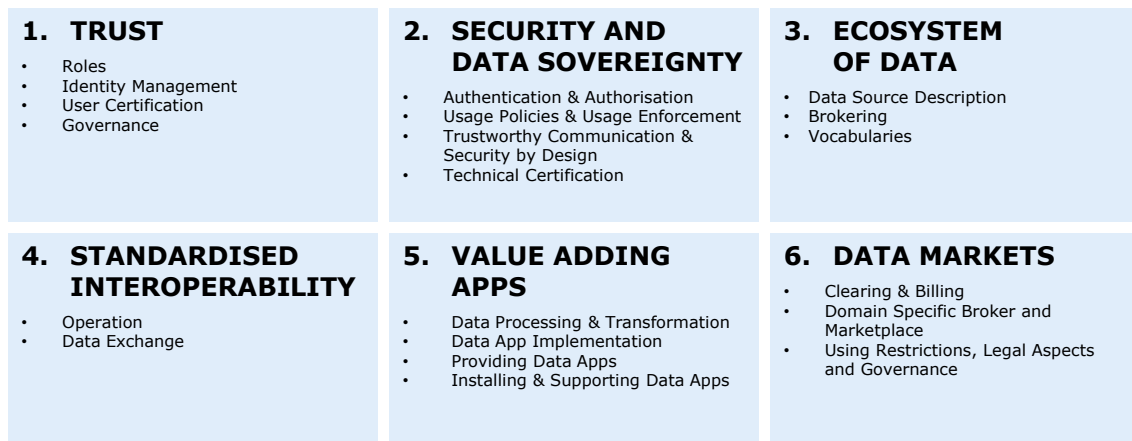 1. TRUST
• Roles
• Identity Management
• User Certification
• Governance
2. SECURITY AND
DATA SOVEREIGNTY
• Authentication & Authorisation
• Usage Policies & Usage Enforcement
• Trustworthy Communication &
Security by Design
• Technical Certification
3. ECOSYSTEM
OF DATA
• Data Source Description
• Brokering
• Vocabularies
4. STANDARDISED
INTEROPERABILITY
• Operation
• Data Exchange
5. VALUE ADDING
APPS
• Data Processing & Transformation
• Data App Implementation
• Providing Data Apps
• Installing & Supporting Data Apps
6. DATA MARKETS
• Clearing & Billing
• Domain Specific Broker and
Marketplace
• Using Restrictions, Legal Aspects
and Governance